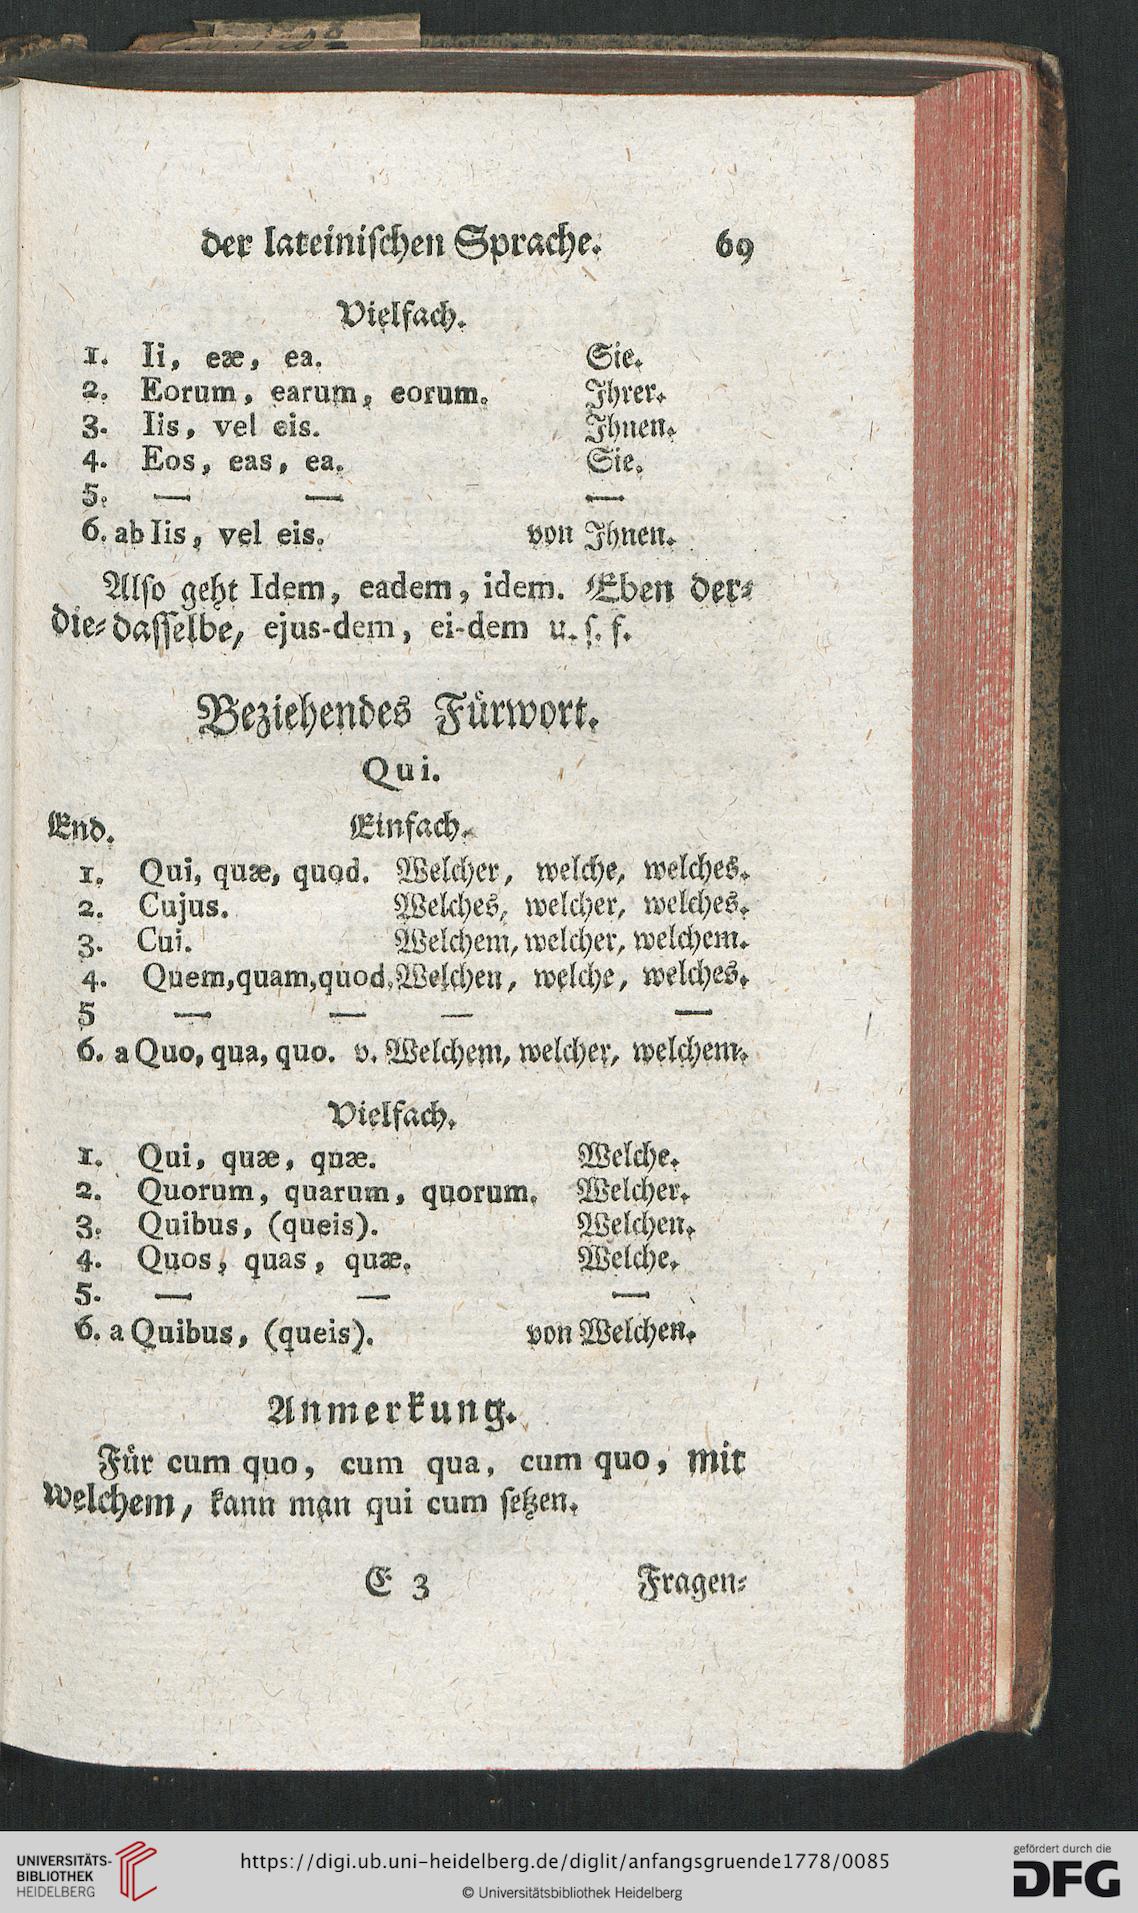 der lateinischen Sprache. 69
Vielfach.
1. Ii, eæ, ea. Sie.
2. Eorum, earum, eorum. Ihrer.
3. Iis, vel eis. Ihnen.
4. Eos, eas, ea. Sie.
5. — — —
6. ab Iis, vel eis. von Ihnen.
Also geht Idem, eadem, idem. Eben der-
die-dasselbe, ejus-dem, ei-dem u. s. f.
Beziehendes Fürwort.
Qui.
End. Einfach.
1. Qui, quæ, quod. Welcher, welche, welches.
2. Cujus. Welches, welcher, welches.
3. Cui. Welchem, welcher, welchem.
4. Quem,quam,quod.Welchen, welche, welches.
5 — — — —
6. a Quo, qua, quo. v. Welchem, welcher, welchem.
Vielfach.
1. Qui, quæ, quæ. Welche.
2. Quorum, quarum, quorum. Welcher.
3. Quibus, (queis). Welchen.
4. Quos, quas, quæ. Welche.
5. — — —
6. a Quibus, (queis). von Welchen.
Anmerkung.
Für cum quo, cum qua, cum quo, mit
welchem, kann man qui cum setzen.
E 3 Fragen-
UNIVERSITÄTS-
BIBLIOTHEK
HEIDELBERG
https://digi.ub.uni-heidelberg.de/diglit/anfangsgruende1778/0085
© Universitätsbibliothek Heidelberg
gefördert durch die
DFG